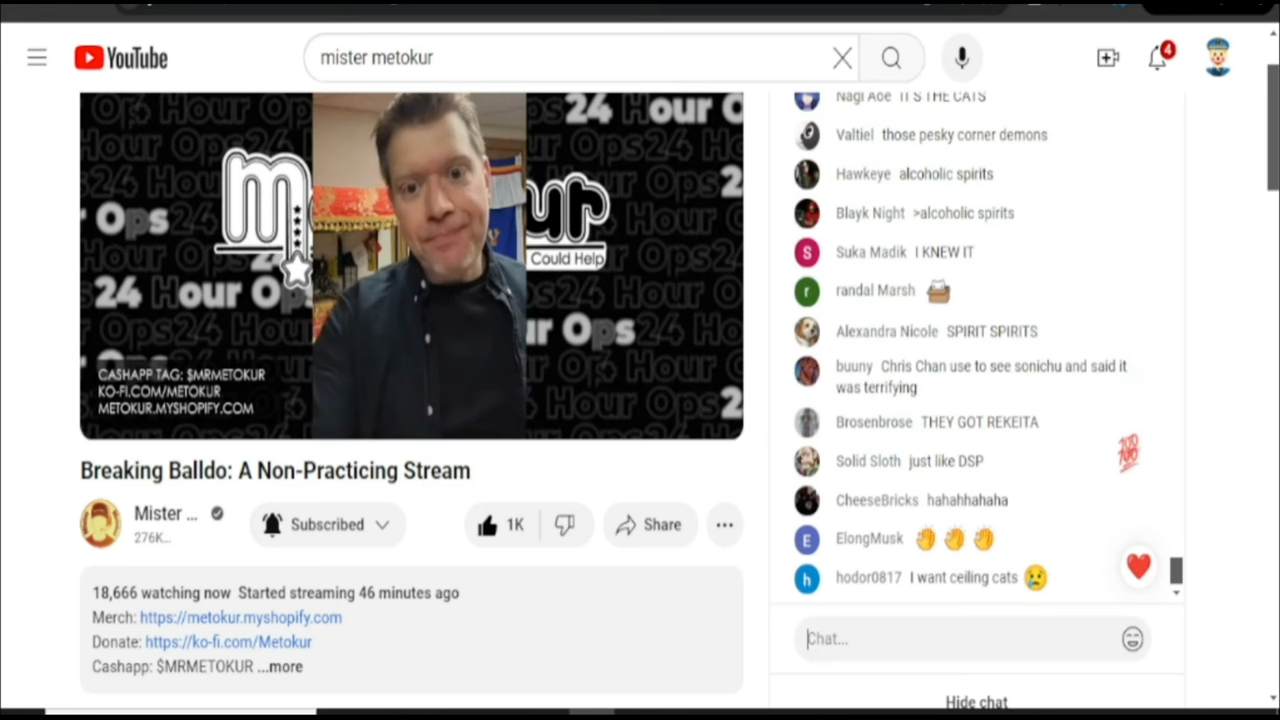 YouTube
mister metokur
4
24 Hour O
24 Hour Ops
Could Help
CASHAPP TAG: $MRMETOKUR
KO-FI.COM/METOKUR
METOKUR.MYSHOPIFY.COM
Breaking Balldo: A Non-Practicing Stream
Mister ...
276K...
Subscribed
1K
Share
18,666 watching now Started streaming 46 minutes ago
Merch: https://metokur.myshopify.com
Donate: https://ko-fi.com/Metokur
Cashapp: $MRMETOKUR ...more
Nagi Aoe IT'S THE CATS
Valtiel those pesky corner demons
Hawkeye alcoholic spirits
Blayk Night >alcoholic spirits
S
Suka Madik I KNEW IT
r
randal Marsh
Alexandra Nicole SPIRIT SPIRITS
buuny Chris Chan use to see sonichu and said it
was terrifying
Brosenbrose THEY GOT REKEITA
Solid Sloth just like DSP
CheeseBricks hahahhahaha
E
ElongMusk 👏👏👏
h
hodor0817 I want ceiling cats 😢
Chat...
Hide chat